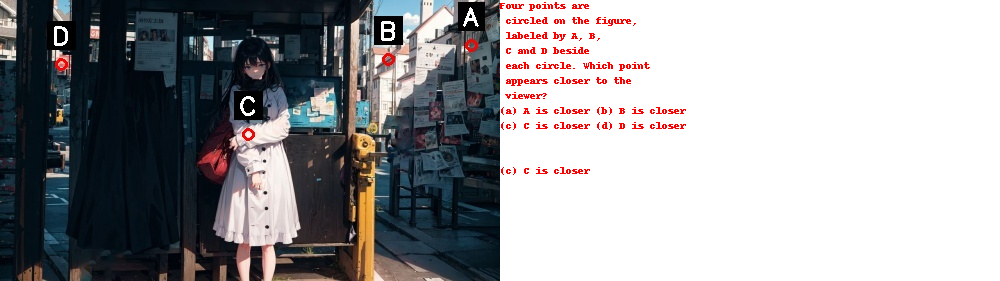 D
B
A
C
Four points are
circled on the figure,
labeled by A, B,
C and D beside
each circle. Which point
appears closer to the
viewer?
(a) A is closer (b) B is closer
(c) C is closer (d) D is closer
(c) C is closer